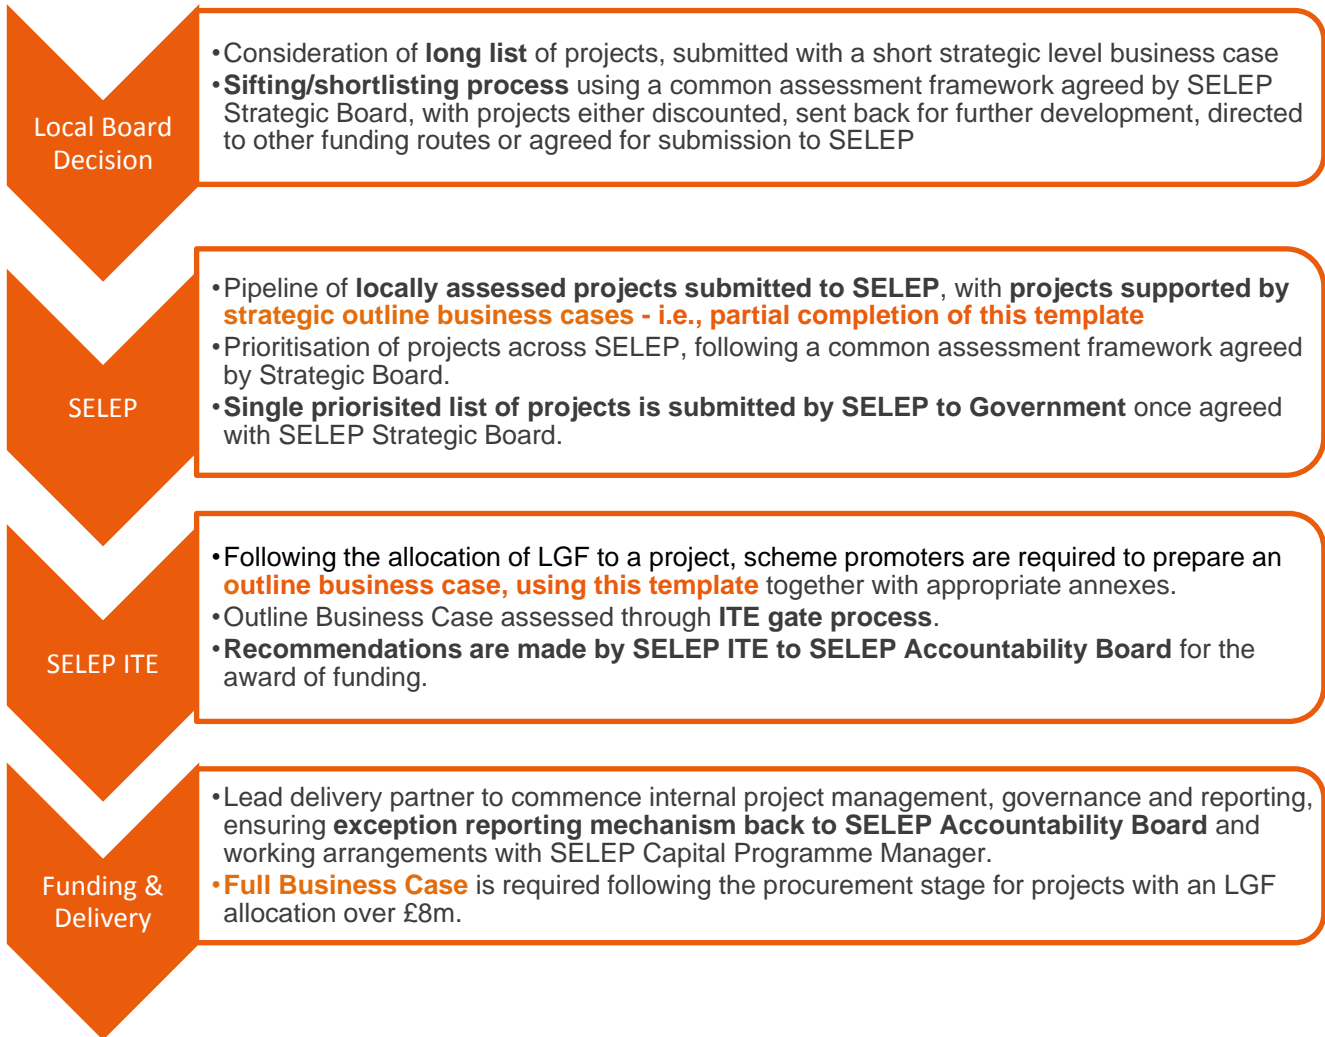 Local Board
Decision
•Consideration of long list of projects, submitted with a short strategic level business case
•Sifting/shortlisting process using a common assessment framework agreed by SELEP
Strategic Board, with projects either discounted, sent back for further development, directed
to other funding routes or agreed for submission to SELEP
SELEP
•Pipeline of locally assessed projects submitted to SELEP, with projects supported by
strategic outline business cases - i.e., partial completion of this template
•Prioritisation of projects across SELEP, following a common assessment framework agreed
by Strategic Board.
•Single priorisited list of projects is submitted by SELEP to Government once agreed
with SELEP Strategic Board.
SELEP ITE
•Following the allocation of LGF to a project, scheme promoters are required to prepare an
outline business case, using this template together with appropriate annexes.
•Outline Business Case assessed through ITE gate process.
•Recommendations are made by SELEP ITE to SELEP Accountability Board for the
award of funding.
Funding &
Delivery
•Lead delivery partner to commence internal project management, governance and reporting,
ensuring exception reporting mechanism back to SELEP Accountability Board and
working arrangements with SELEP Capital Programme Manager.
•Full Business Case is required following the procurement stage for projects with an LGF
allocation over £8m.